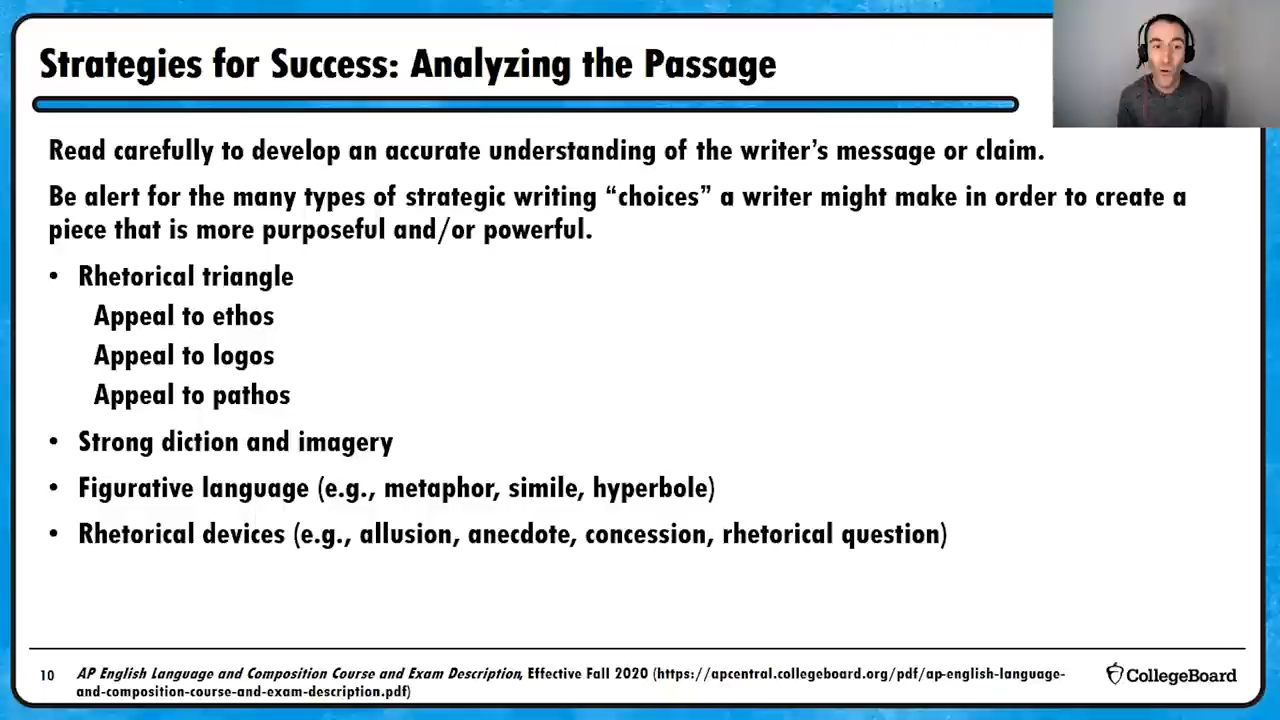 Strategies for Success: Analyzing the Passage
Read carefully to develop an accurate understanding of the writer’s message or claim.
Be alert for the many types of strategic writing “choices” a writer might make in order to create a
piece that is more purposeful and/or powerful.
• Rhetorical triangle
Appeal to ethos
Appeal to logos
Appeal to pathos
• Strong diction and imagery
• Figurative language (e.g., metaphor, simile, hyperbole)
• Rhetorical devices (e.g., allusion, anecdote, concession, rhetorical question)
10 AP English Language and Composition Course and Exam Description, Effective Fall 2020 (https://apcentral.collegeboard.org/pdf/ap-english-language-
and-composition-course-and-exam-description.pdf)
CollegeBoard